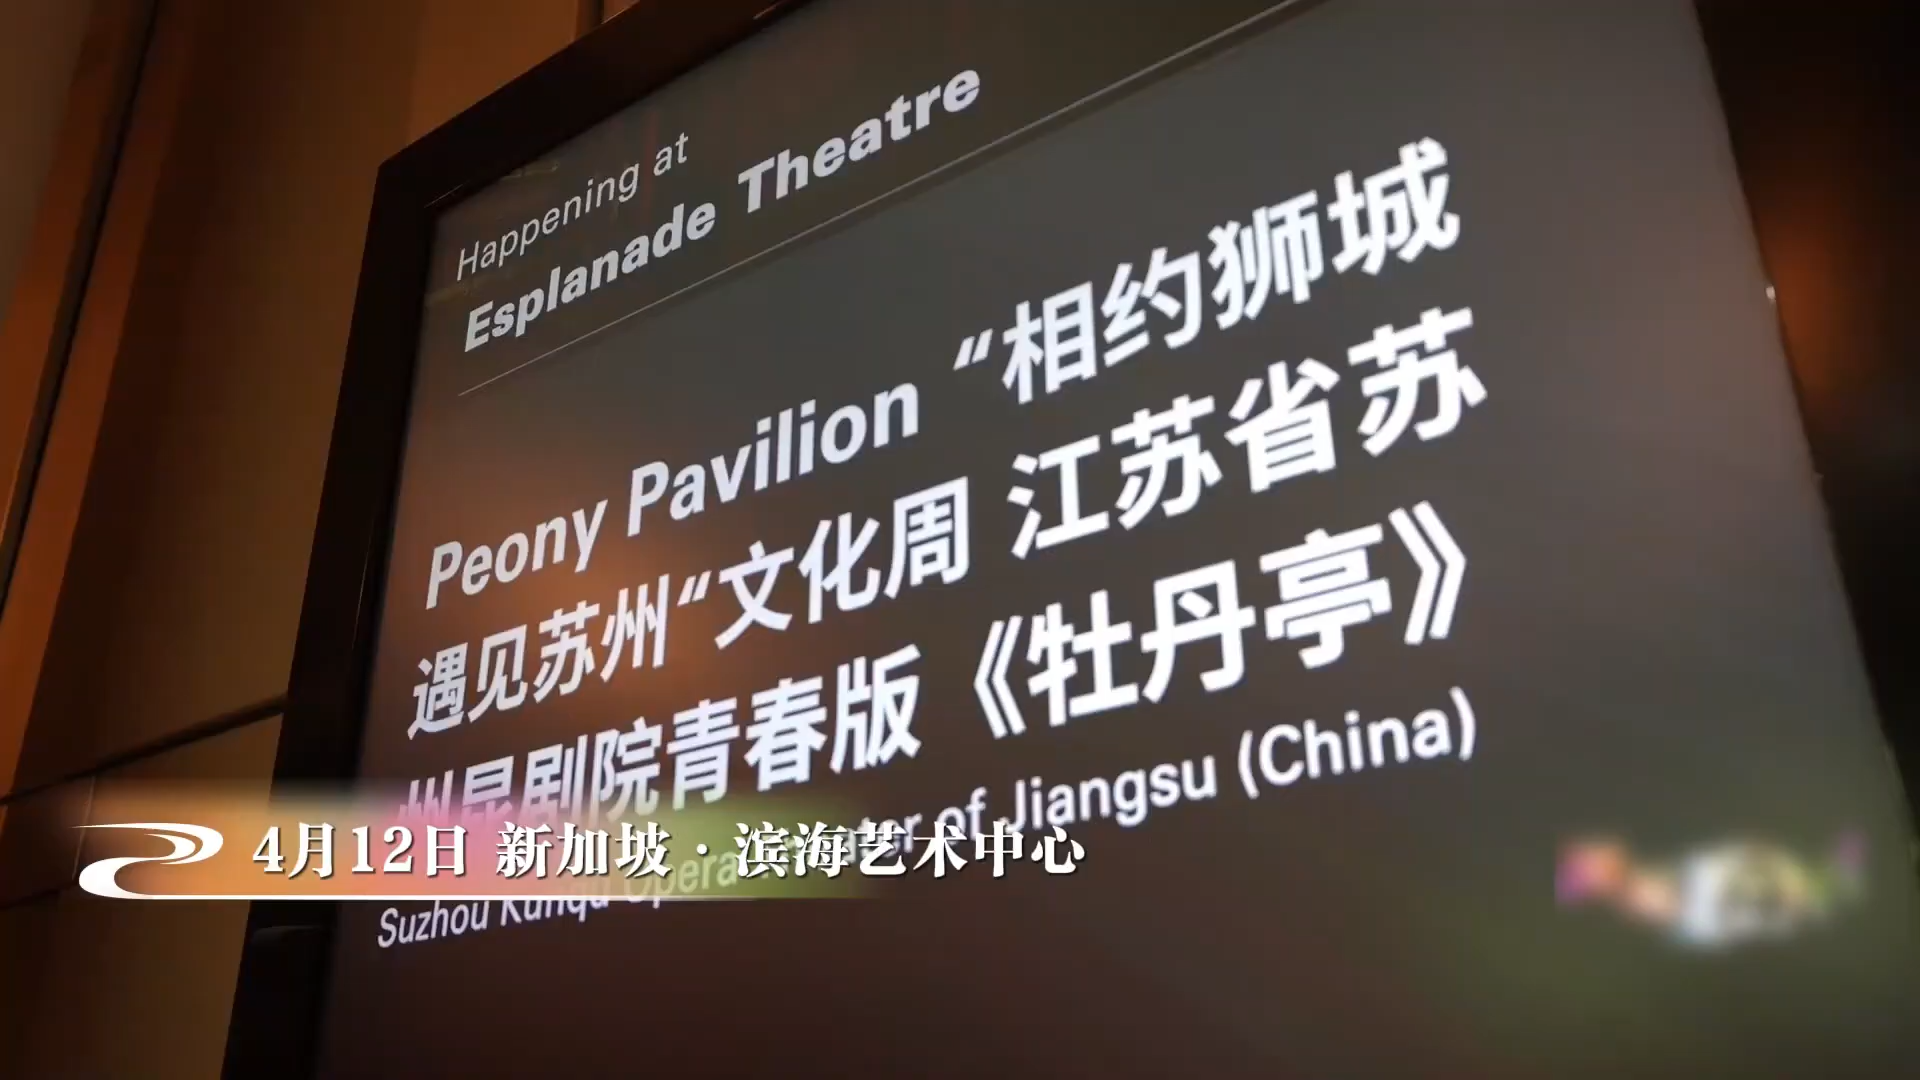 Happening at
Esplanade Theatre
Peony Pavilion “相约狮城
遇见苏州“文化周 江苏省苏
州昆剧院青春版《牡丹亭》
Suzhou Kunqu Opera Theater of Jiangsu (China)
4月12日 新加坡·滨海艺术中心